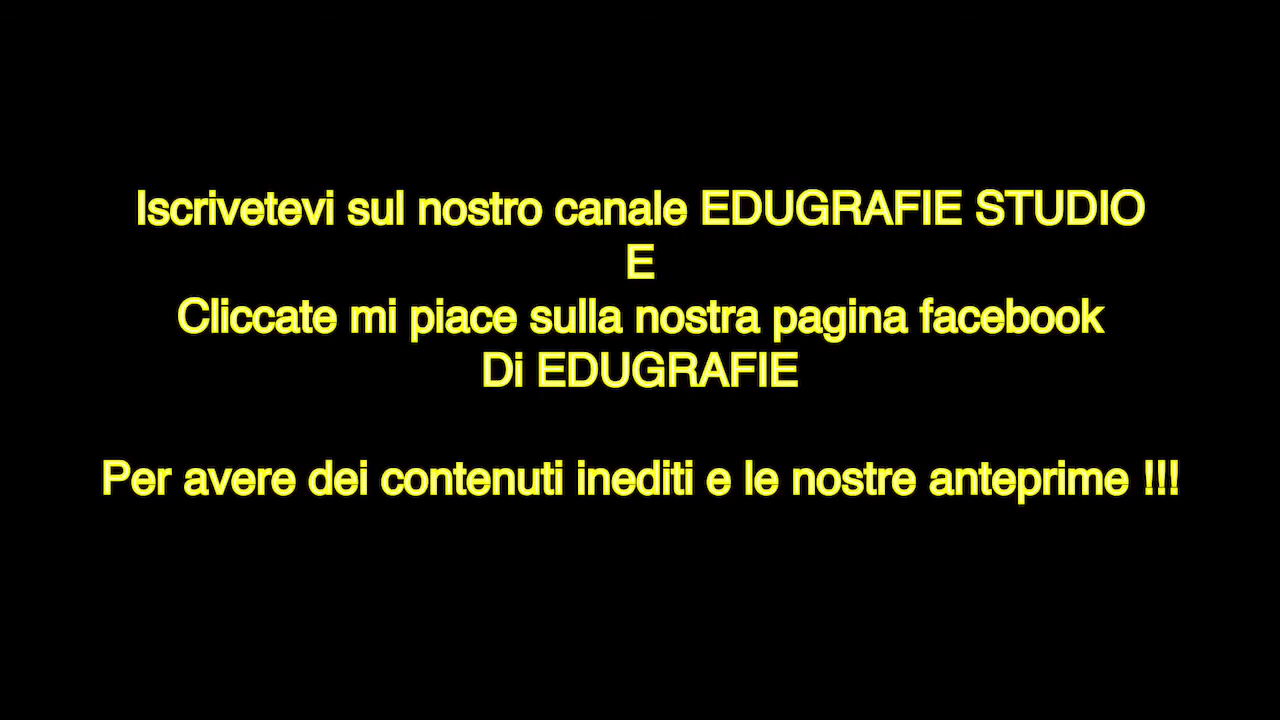 Iscrivetevi sul nostro canale EDUGRAFIE STUDIO
E
Cliccate mi piace sulla nostra pagina facebook
Di EDUGRAFIE
Per avere dei contenuti inediti e le nostre anteprime !!!